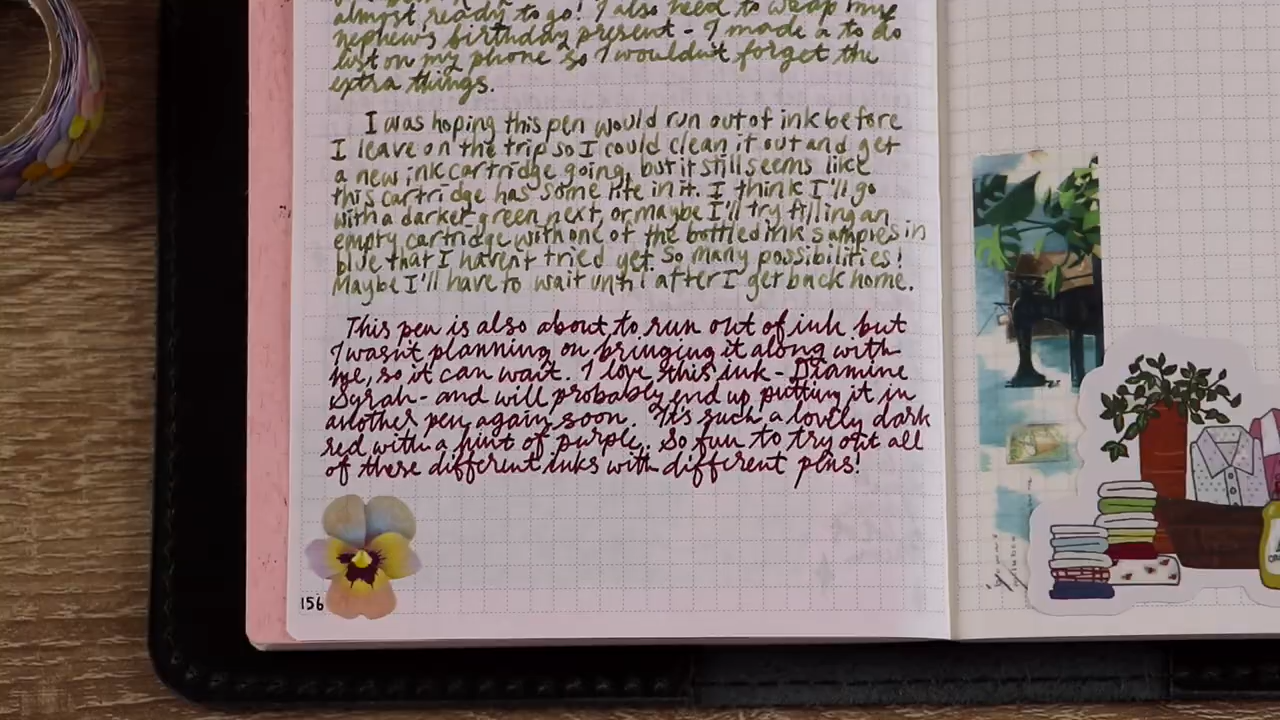 almost ready to go! I also need to wrap my
nephew's birthday present - I made a to do
list on my phone so I wouldn't forget the
extra things.
I was hoping this pen would run out of ink before
I leave on the trip so I could clean it out and get
a new ink cartridge going, but it still seems like
this cartridge has some life in it. I think I'll go
with a darker green next, or maybe I'll try filling an
empty cartridge with one of the bottled ink samples in
blue that I haven't tried yet. So many possibilities!
Maybe I'll have to wait until after I get back home.
This pen is also about to run out of ink but
I wasn't planning on bringing it along with
me, so it can wait. I love this ink - Diamine
Syrah - and will probably end up putting it in
another pen again soon. It's such a lovely dark
red with a hint of purple. So fun to try out all
of these different inks with different pens!
156